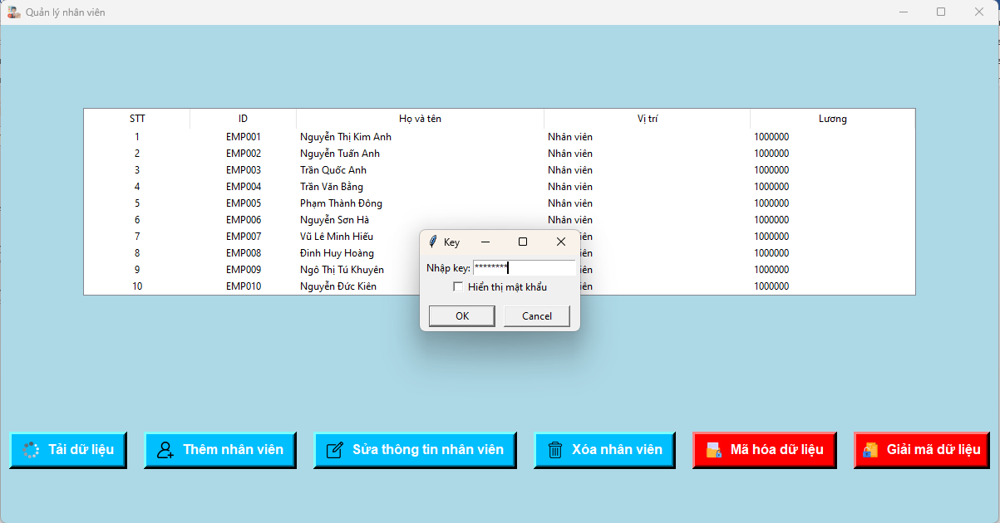 Quản lý nhân viên
STT ID Họ và tên Vị trí Lương
1 EMP001 Nguyễn Thị Kim Anh Nhân viên 1000000
2 EMP002 Nguyễn Tuấn Anh Nhân viên 1000000
3 EMP003 Trần Quốc Anh Nhân viên 1000000
4 EMP004 Trần Văn Bằng Nhân viên 1000000
5 EMP005 Phạm Thành Đông Nhân viên 1000000
6 EMP006 Nguyễn Sơn Hà Nhân viên 1000000
7 EMP007 Vũ Lê Minh Hiếu iên 1000000
8 EMP008 Đinh Huy Hoàng iên 1000000
9 EMP009 Ngô Thị Tú Khuyên iên 1000000
10 EMP010 Nguyễn Đức Kiên iên 1000000
Key
Nhập key: ********
Hiển thị mật khẩu
OK Cancel
Tải dữ liệu Thêm nhân viên Sửa thông tin nhân viên Xóa nhân viên Mã hóa dữ liệu Giải mã dữ liệu